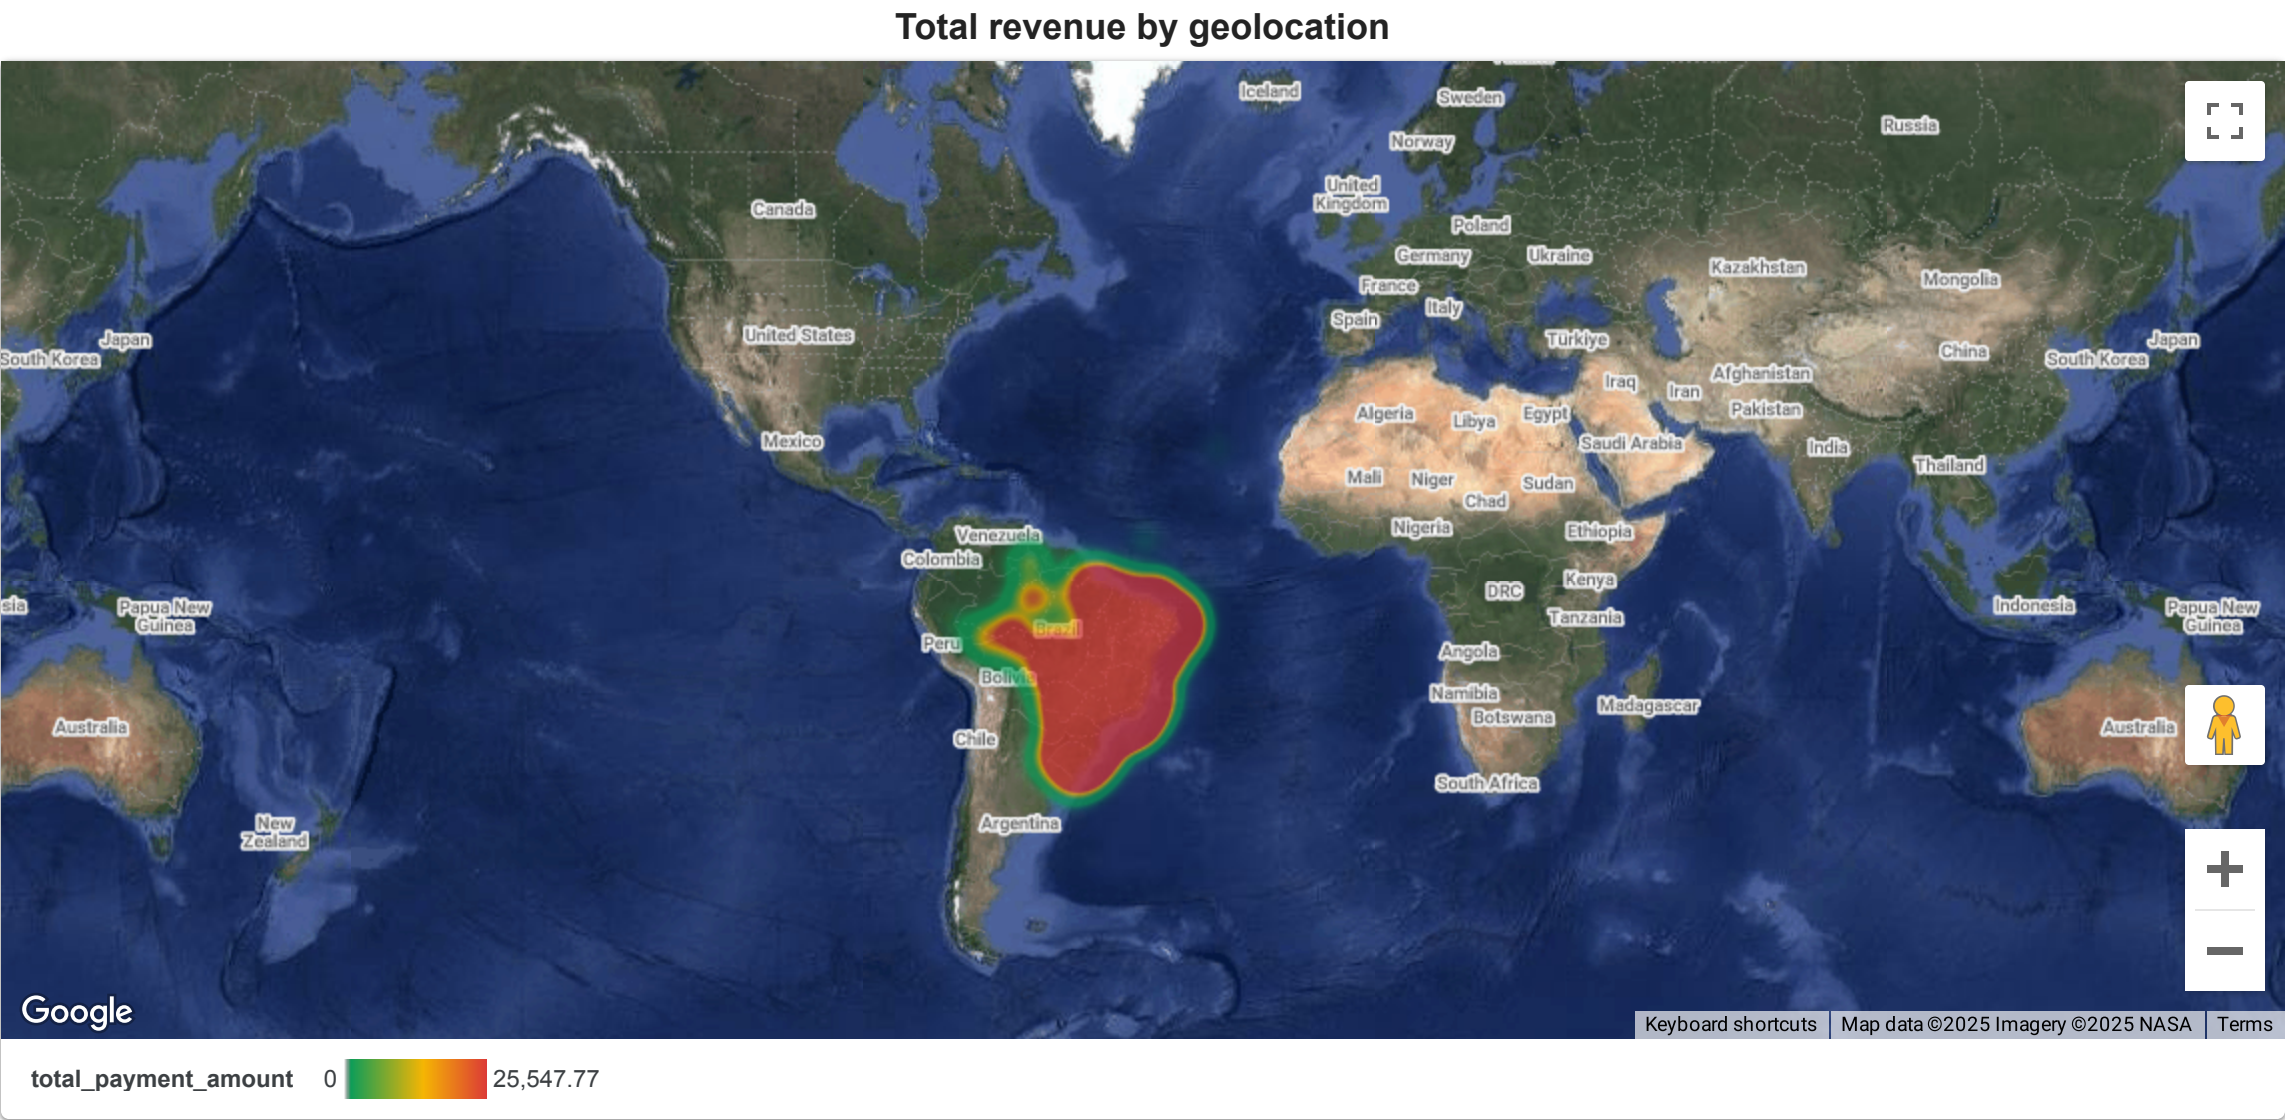 Total revenue by geolocation
Iceland
Sweden
Russia
Norway
United
Kingdom
Canada
Poland
Germany
Ukraine
Kazakhstan
Mongolia
France
Italy
Spain
United States
Japan
South Korea
Türkiye
China
South Korea
Japan
Afghanistan
Iraq
Iran
Pakistan
Algeria
Libya
Egypt
Mexico
Saudi Arabia
India
Thailand
Mali
Niger
Sudan
Chad
Nigeria
Ethiopia
Venezuela
Colombia
Kenya
DRC
sia
Papua New
Guinea
Indonesia
Papua New
Guinea
Tanzania
Brazil
Peru
Angola
Bolivia
Namibia
Botswana
Madagascar
Australia
Australia
Chile
South Africa
New
Zealand
Argentina
Google
Keyboard shortcuts
Map data ©2025 Imagery ©2025 NASA
Terms
total_payment_amount 0 25,547.77